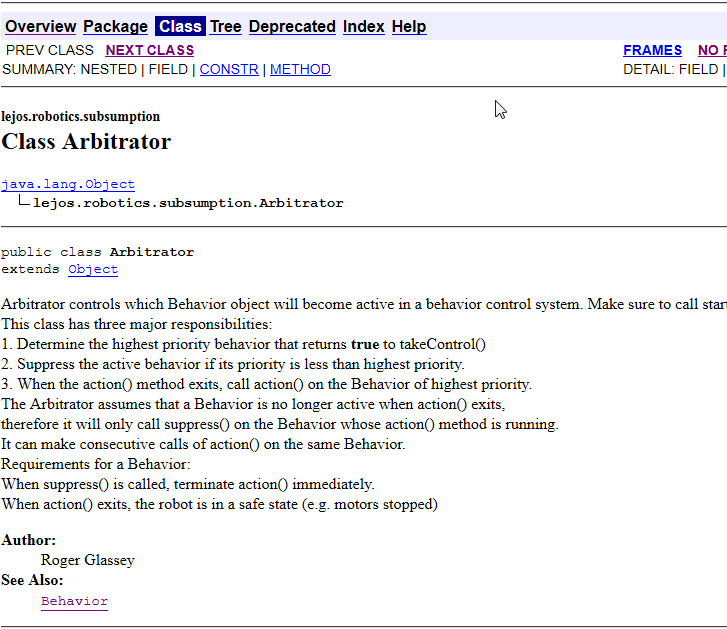 Overview Package Class Tree Deprecated Index Help
PREV CLASS NEXT CLASS FRAMES NO
SUMMARY: NESTED | FIELD | CONSTR | METHOD DETAIL: FIELD |
lejos.robotics.subsumption
Class Arbitrator
java.lang.Object
lejos.robotics.subsumption.Arbitrator
public class Arbitrator
extends Object
Arbitrator controls which Behavior object will become active in a behavior control system. Make sure to call
This class has three major responsibilities:
1. Determine the highest priority behavior that returns true to takeControl()
2. Suppress the active behavior if its priority is less than highest priority.
3. When the action() method exits, call action() on the Behavior of highest priority.
The Arbitrator assumes that a Behavior is no longer active when action() exits,
therefore it will only call suppress() on the Behavior whose action() method is running.
It can make consecutive calls of action() on the same Behavior.
Requirements for a Behavior:
When suppress() is called, terminate action() immediately.
When action() exits, the robot is in a safe state (e.g. motors stopped)
Author:
Roger Glassey
See Also:
Behavior